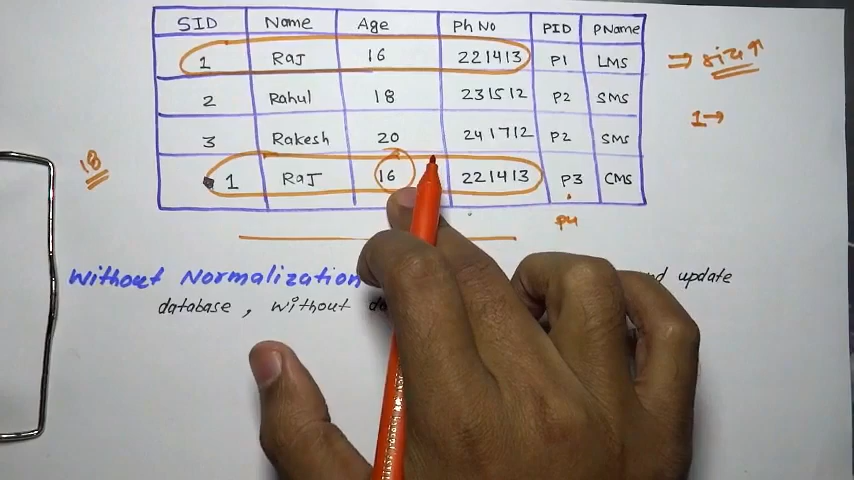 SID Name Age Ph No PID PName
1 RAJ 16 221413 P1 LMS
2 Rahul 18 231512 P2 SMS
3 Rakesh 20 241712 P2 SMS
1 RAJ 16 221413 P3 CMS
⇒ size ↑
1→
18
P4
Without Normalization update
database , without